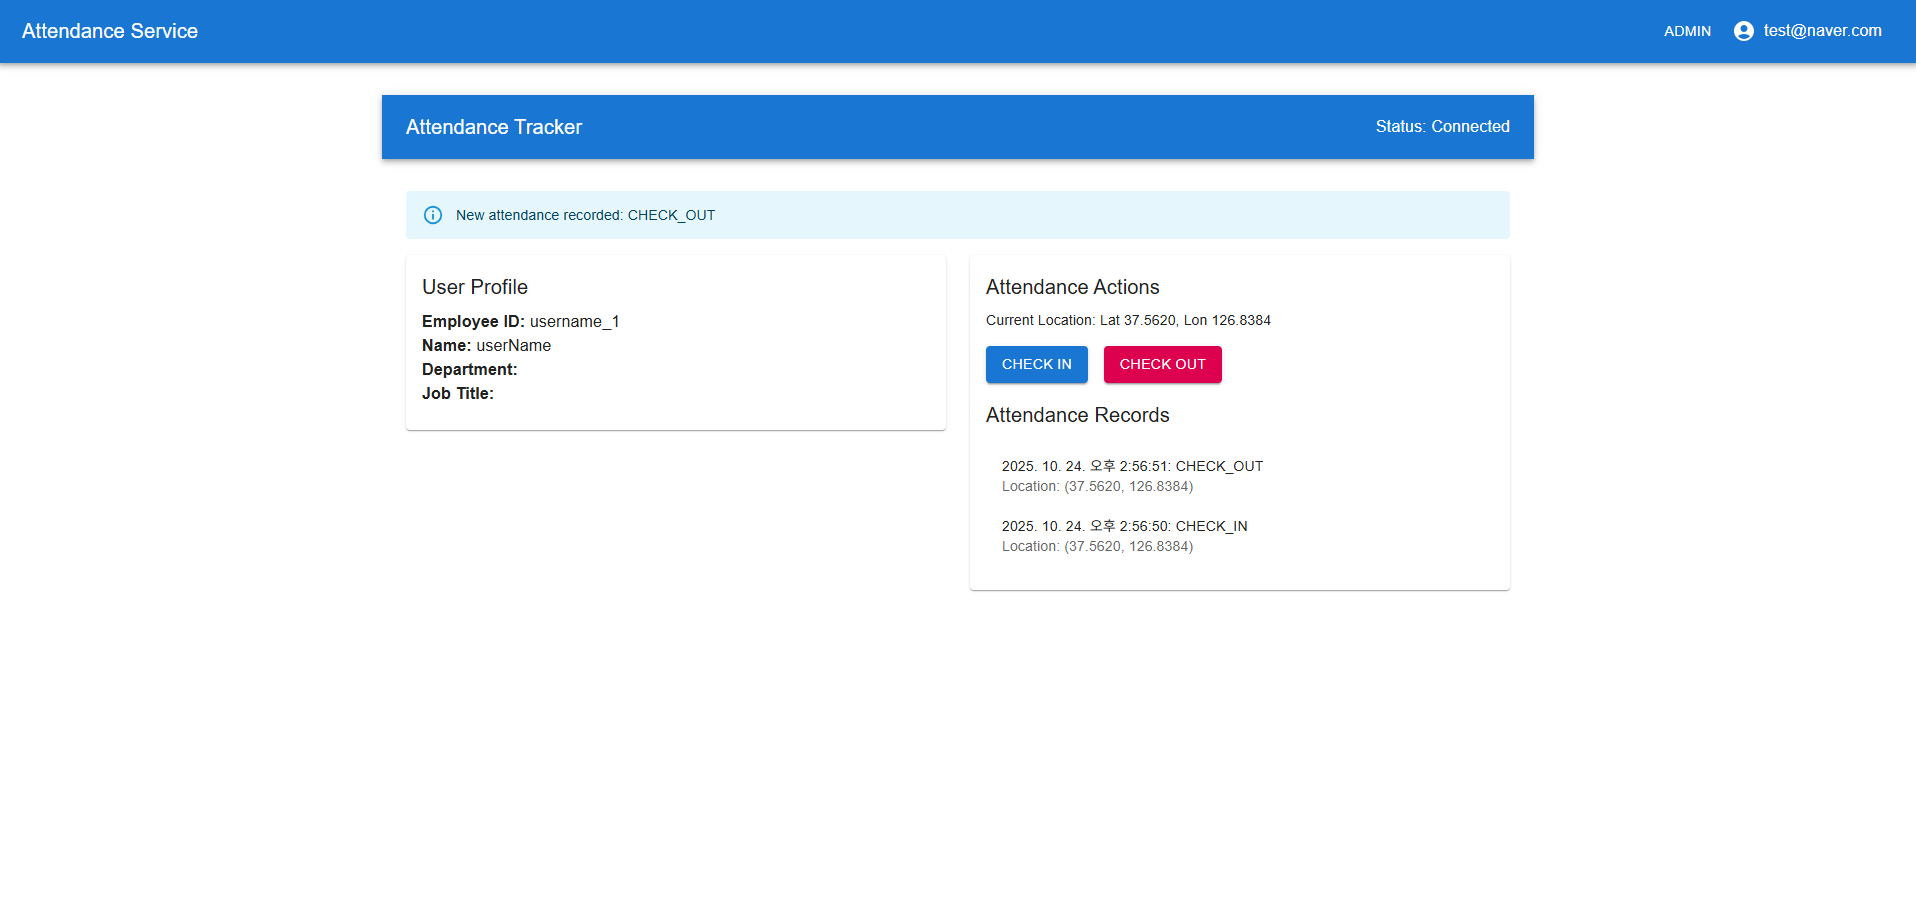 Attendance Service
ADMIN
test@naver.com
Attendance Tracker
Status: Connected
New attendance recorded: CHECK_OUT
User Profile
Employee ID: username_1
Name: userName
Department:
Job Title:
Attendance Actions
Current Location: Lat 37.5620, Lon 126.8384
CHECK IN
CHECK OUT
Attendance Records
2025. 10. 24. 오후 2:56:51: CHECK_OUT
Location: (37.5620, 126.8384)
2025. 10. 24. 오후 2:56:50: CHECK_IN
Location: (37.5620, 126.8384)